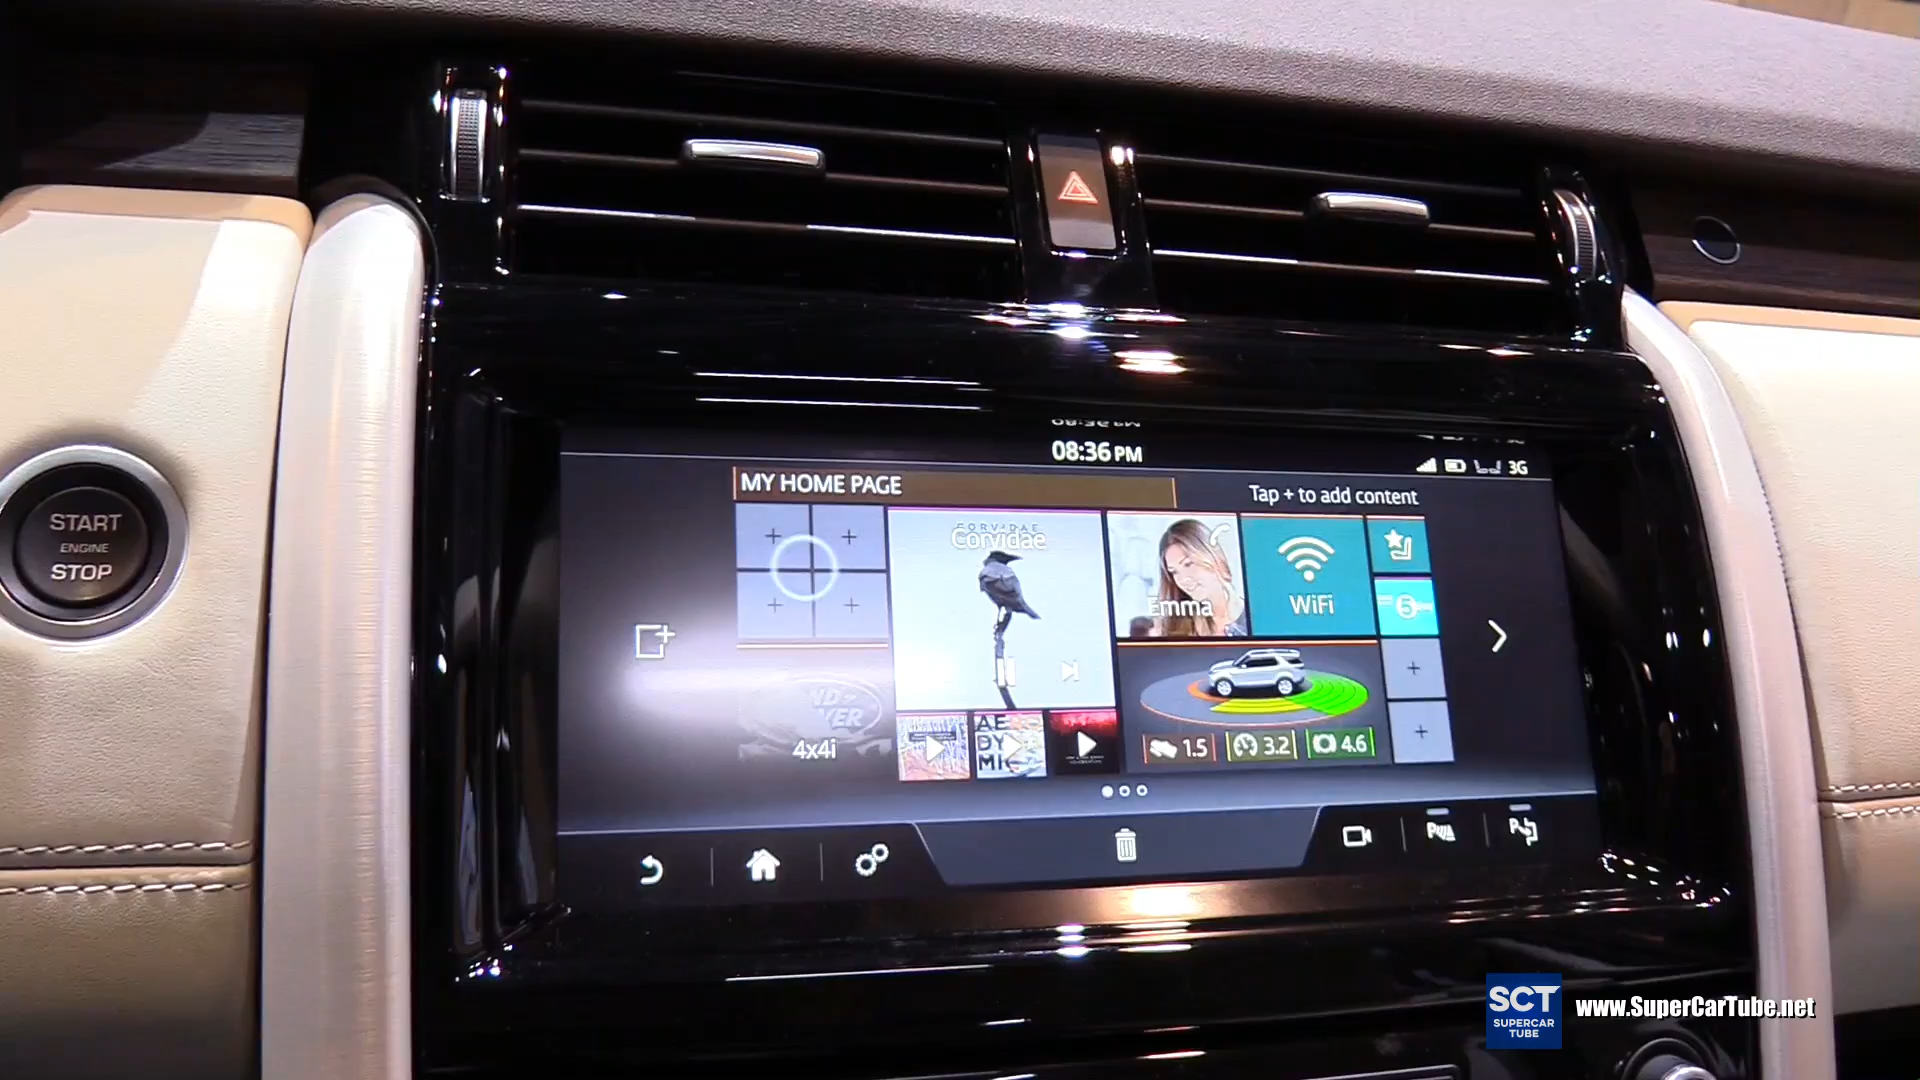 START
ENGINE
STOP
08:36 PM
3G
MY HOME PAGE
Tap + to add content
Corvidae
Emma
WiFi
5
4x4i
1.5
3.2
4.6
SCT
SUPERCAR
TUBE
www.SuperCarTube.net